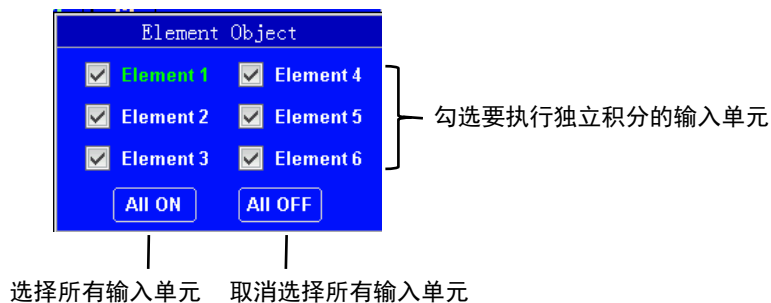 Element Object
Element 1 Element 4
Element 2 Element 5
Element 3 Element 6
勾选要执行独立积分的输入单元
All ON All OFF
选择所有输入单元 取消选择所有输入单元